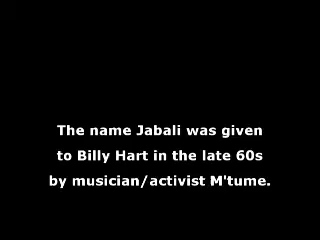 The name Jabali was given
to Billy Hart in the late 60s
by musician/activist M'tume.